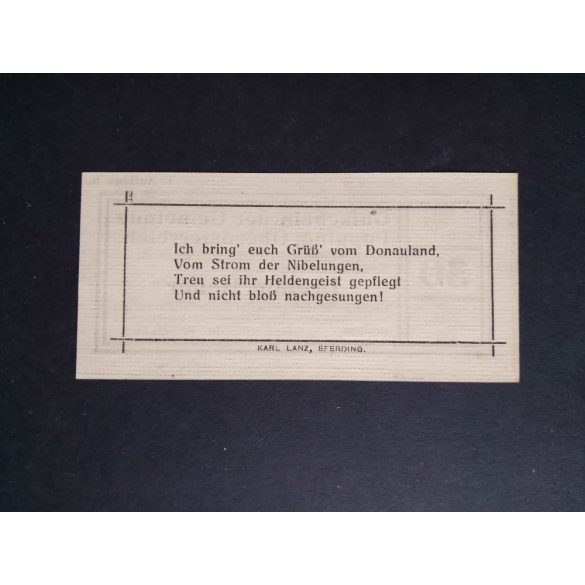 Ich bring' euch Grüß' vom Donauland,
Vom Strom der Nibelungen,
Treu sei ihr Heldengeist gepflegt
Und nicht bloß nachgesungen!
KARL LANZ, EFERDING.